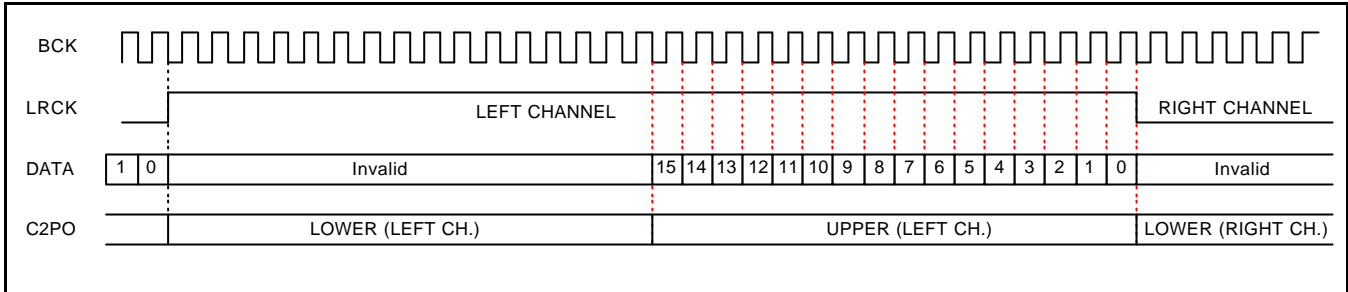 BCK
LRCK LEFT CHANNEL RIGHT CHANNEL
DATA 1 0 Invalid 15 14 13 12 11 10 9 8 7 6 5 4 3 2 1 0 Invalid
C2PO LOWER (LEFT CH.) UPPER (LEFT CH.) LOWER (RIGHT CH.)